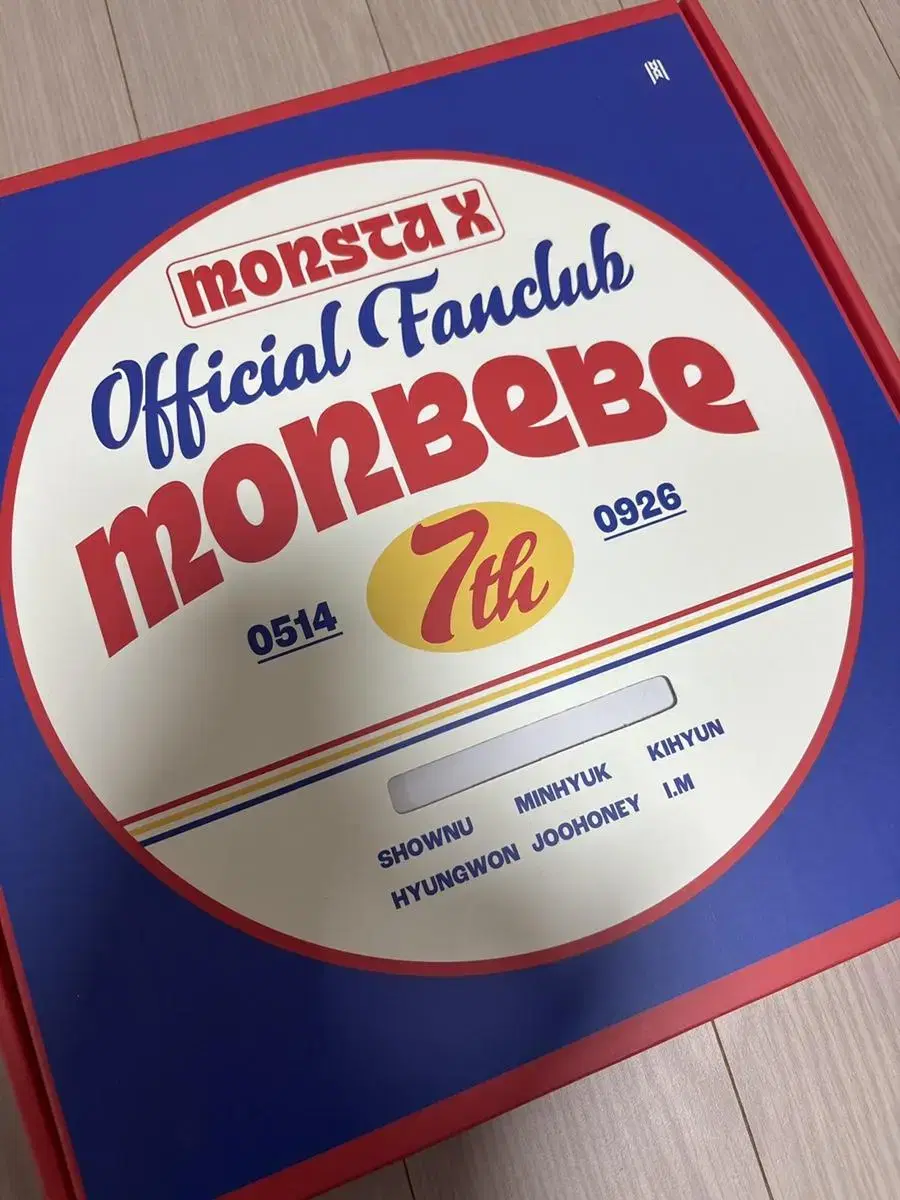 MONSTA X
Official Fanclub
MONBEBE
0514 7th 0926
SHOWNU MINHYUK KIHYUN
HYUNGWON JOOHONEY I.M